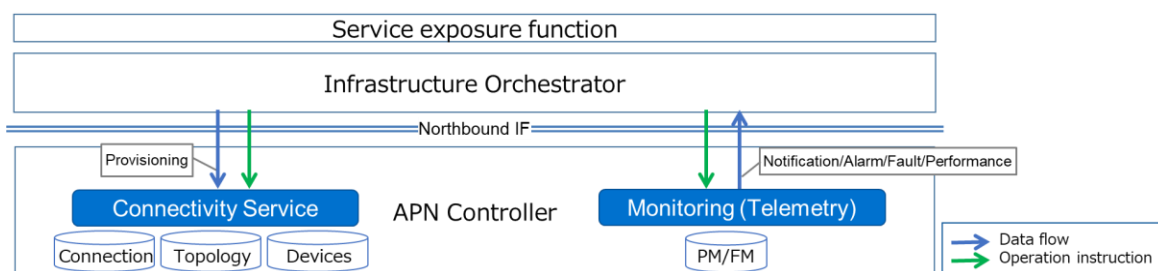 Service exposure function
Infrastructure Orchestrator
Northbound IF
Provisioning
Notification/Alarm/Fault/Performance
Connectivity Service
APN Controller
Monitoring (Telemetry)
Connection
Topology
Devices
PM/FM
Data flow
Operation instruction